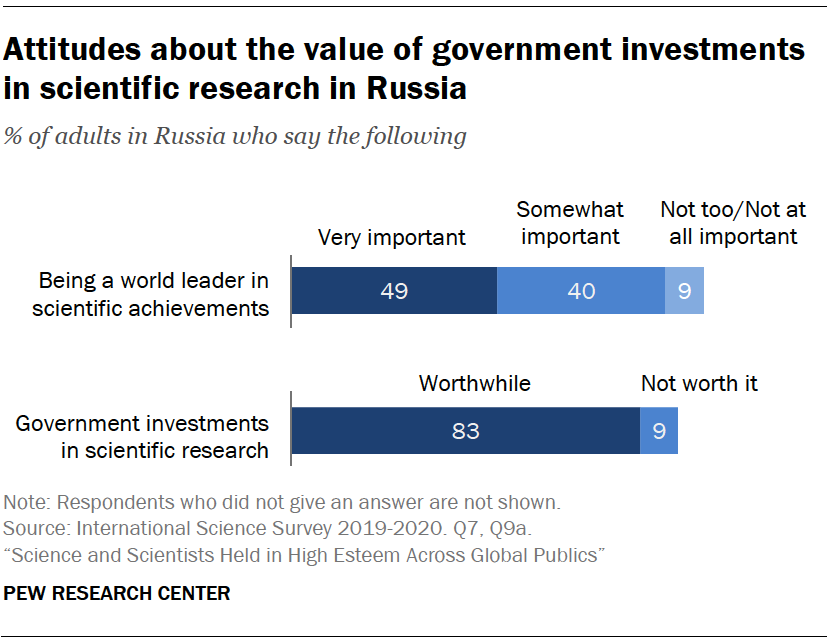 Attitudes about the value of government investments
in scientific research in Russia
% of adults in Russia who say the following
Very important
Somewhat
important
Not too/Not at
all important
Being a world leader in
scientific achievements
49
40
9
Worthwhile
Not worth it
Government investments
in scientific research
83
9
Note: Respondents who did not give an answer are not shown.
Source: International Science Survey 2019-2020. Q7, Q9a.
“Science and Scientists Held in High Esteem Across Global Publics”
PEW RESEARCH CENTER